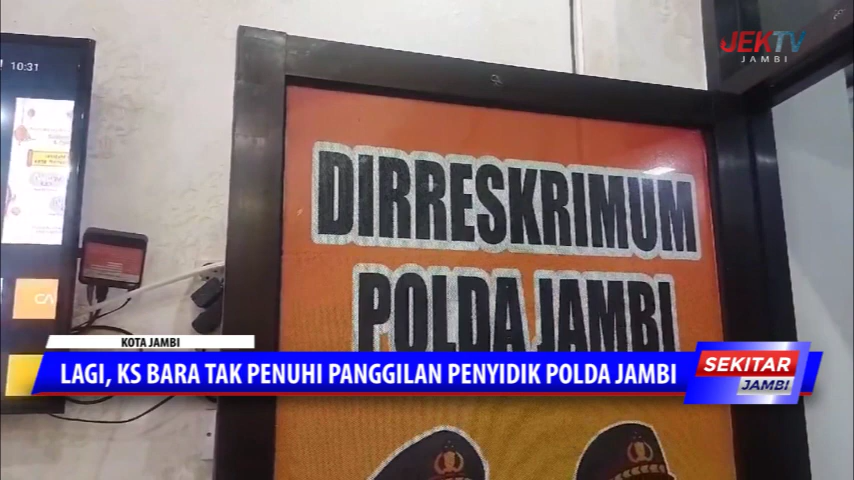 10:31
JEKTV
JAMBI
DIRRESKRIMUM
POLDA JAMBI
KOTA JAMBI
LAGI, KS BARA TAK PENUHI PANGGILAN PENYIDIK POLDA JAMBI
SEKITAR
JAMBI